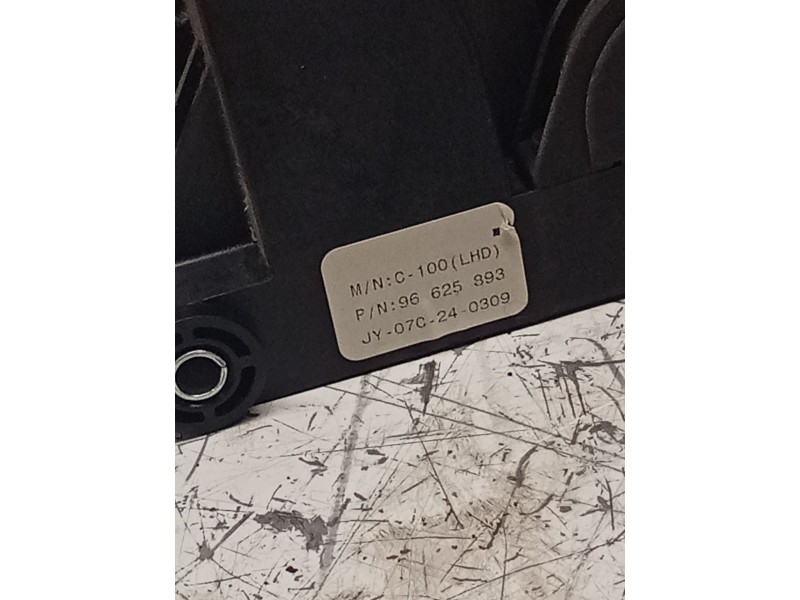 M/N:C-100(LHD)
P/N:96 625 893
JY-07C-24-0309